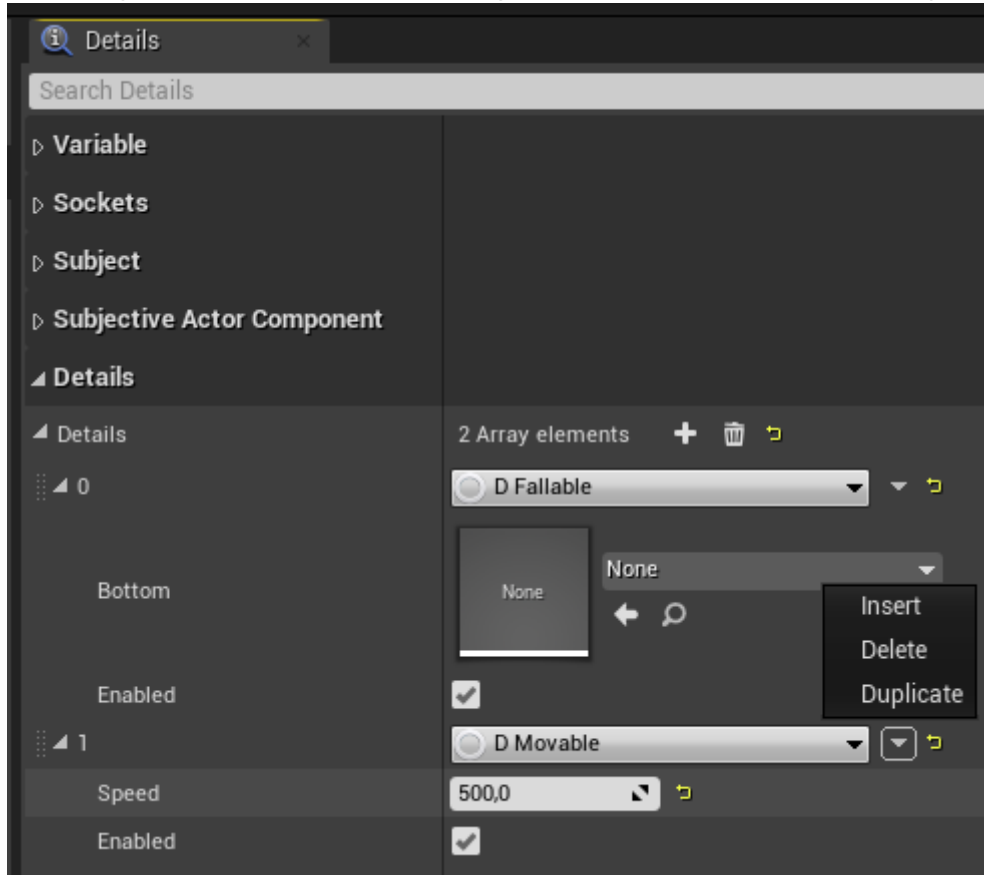 Details
Search Details
Variable
Sockets
Subject
Subjective Actor Component
Details
Details 2 Array elements
0 D Fallable
Bottom None None
Insert
Delete
Enabled Duplicate
1 D Movable
Speed 500,0
Enabled